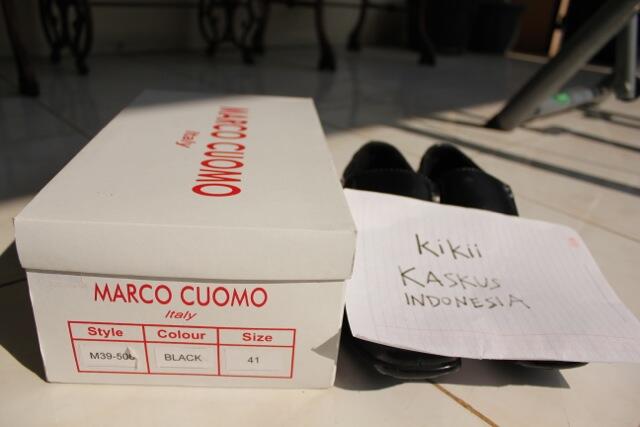 MARCO CUOMO
Italy
MARCO CUOMO
Italy
Style Colour Size
BLACK 41
kikii
KASKUS
INDONESIA